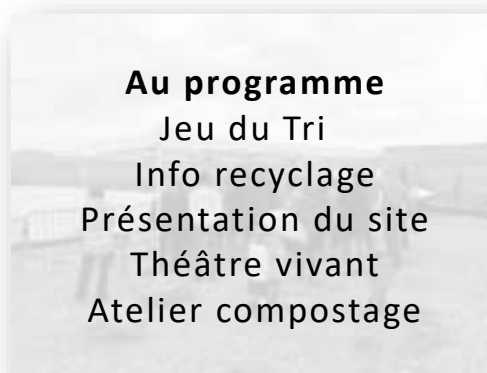 Au programme
Jeu du Tri
Info recyclage
Présentation du site
Théâtre vivant
Atelier compostage